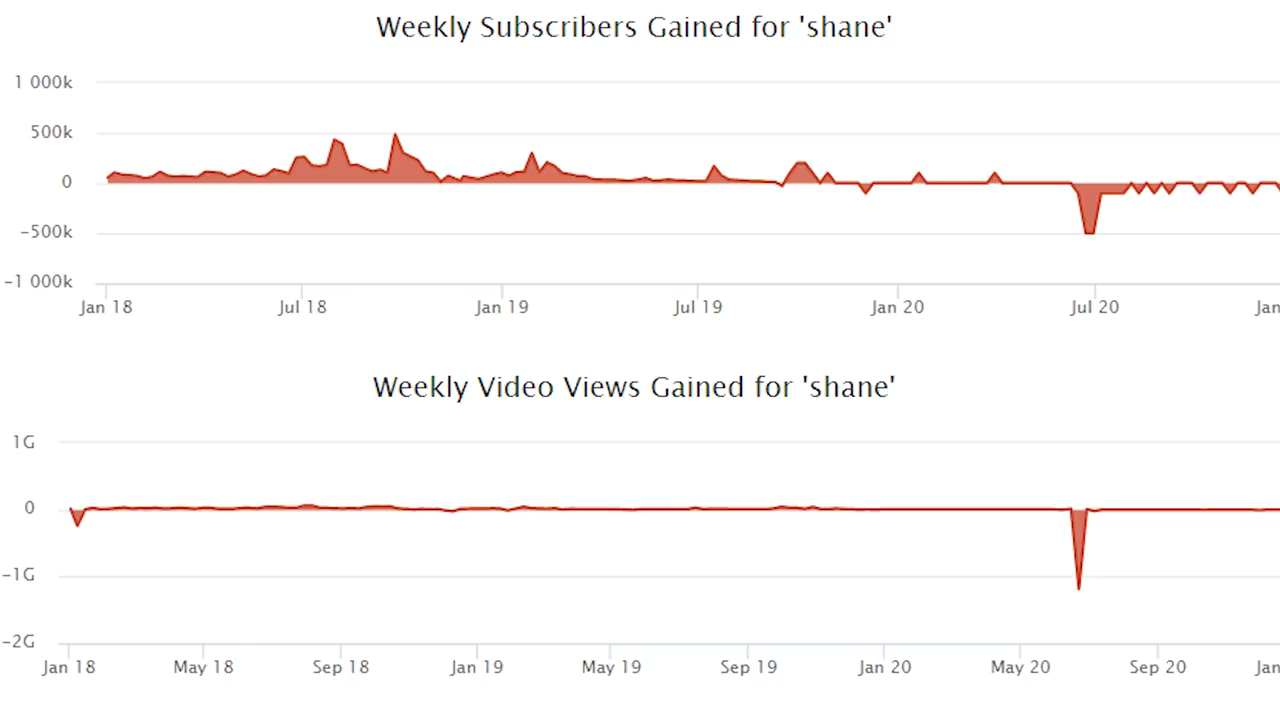 Weekly Subscribers Gained for 'shane'
1 000k
500k
0
-500k
-1 000k
Jan 18 Jul 18 Jan 19 Jul 19 Jan 20 Jul 20 Jan
Weekly Video Views Gained for 'shane'
1G
0
-1G
-2G
Jan 18 May 18 Sep 18 Jan 19 May 19 Sep 19 Jan 20 May 20 Sep 20 Jan